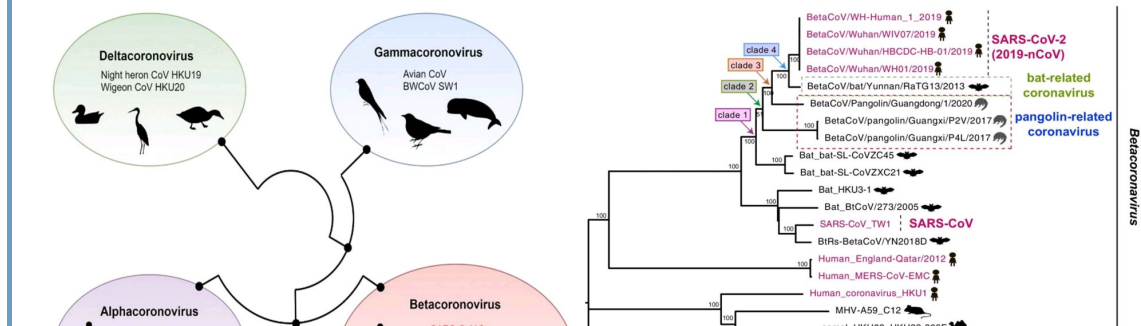 Deltacoronovirus
Night heron CoV HKU19
Wigeon CoV HKU20
Gammacoronovirus
Avian CoV
BWCoV SW1
Alphacoronovirus
Betacoronovirus
BetaCoV/WH-Human_1_2019
BetaCoV/Wuhan/WIV07/2019
BetaCoV/Wuhan/HBCDC-HB-01/2019
BetaCoV/Wuhan/WH01/2019
SARS-CoV-2
(2019-nCoV)
clade 4
clade 3
clade 2
clade 1
BetaCoV/bat/Yunnan/RaTG13/2013
bat-related
coronavirus
BetaCoV/Pangolin/Guangdong/1/2020
BetaCoV/pangolin/Guangxi/P2V/2017
BetaCoV/pangolin/Guangxi/P4L/2017
pangolin-related
coronavirus
100
100
51
100
100
Bat_bat-SL-CoVZC45
Bat_bat-SL-CoVZXC21
100
Bat_HKU3-1
Bat_BtCoV/273/2005
100
SARS-CoV_TW1
SARS-CoV
BtRs-BetaCoV/YN2018D
100
100
Human_England-Qatar/2012
Human_MERS-CoV-EMC
100
Human_coronavirus_HKU1
100
MHV-A59_C12
100
Betacoronavirus